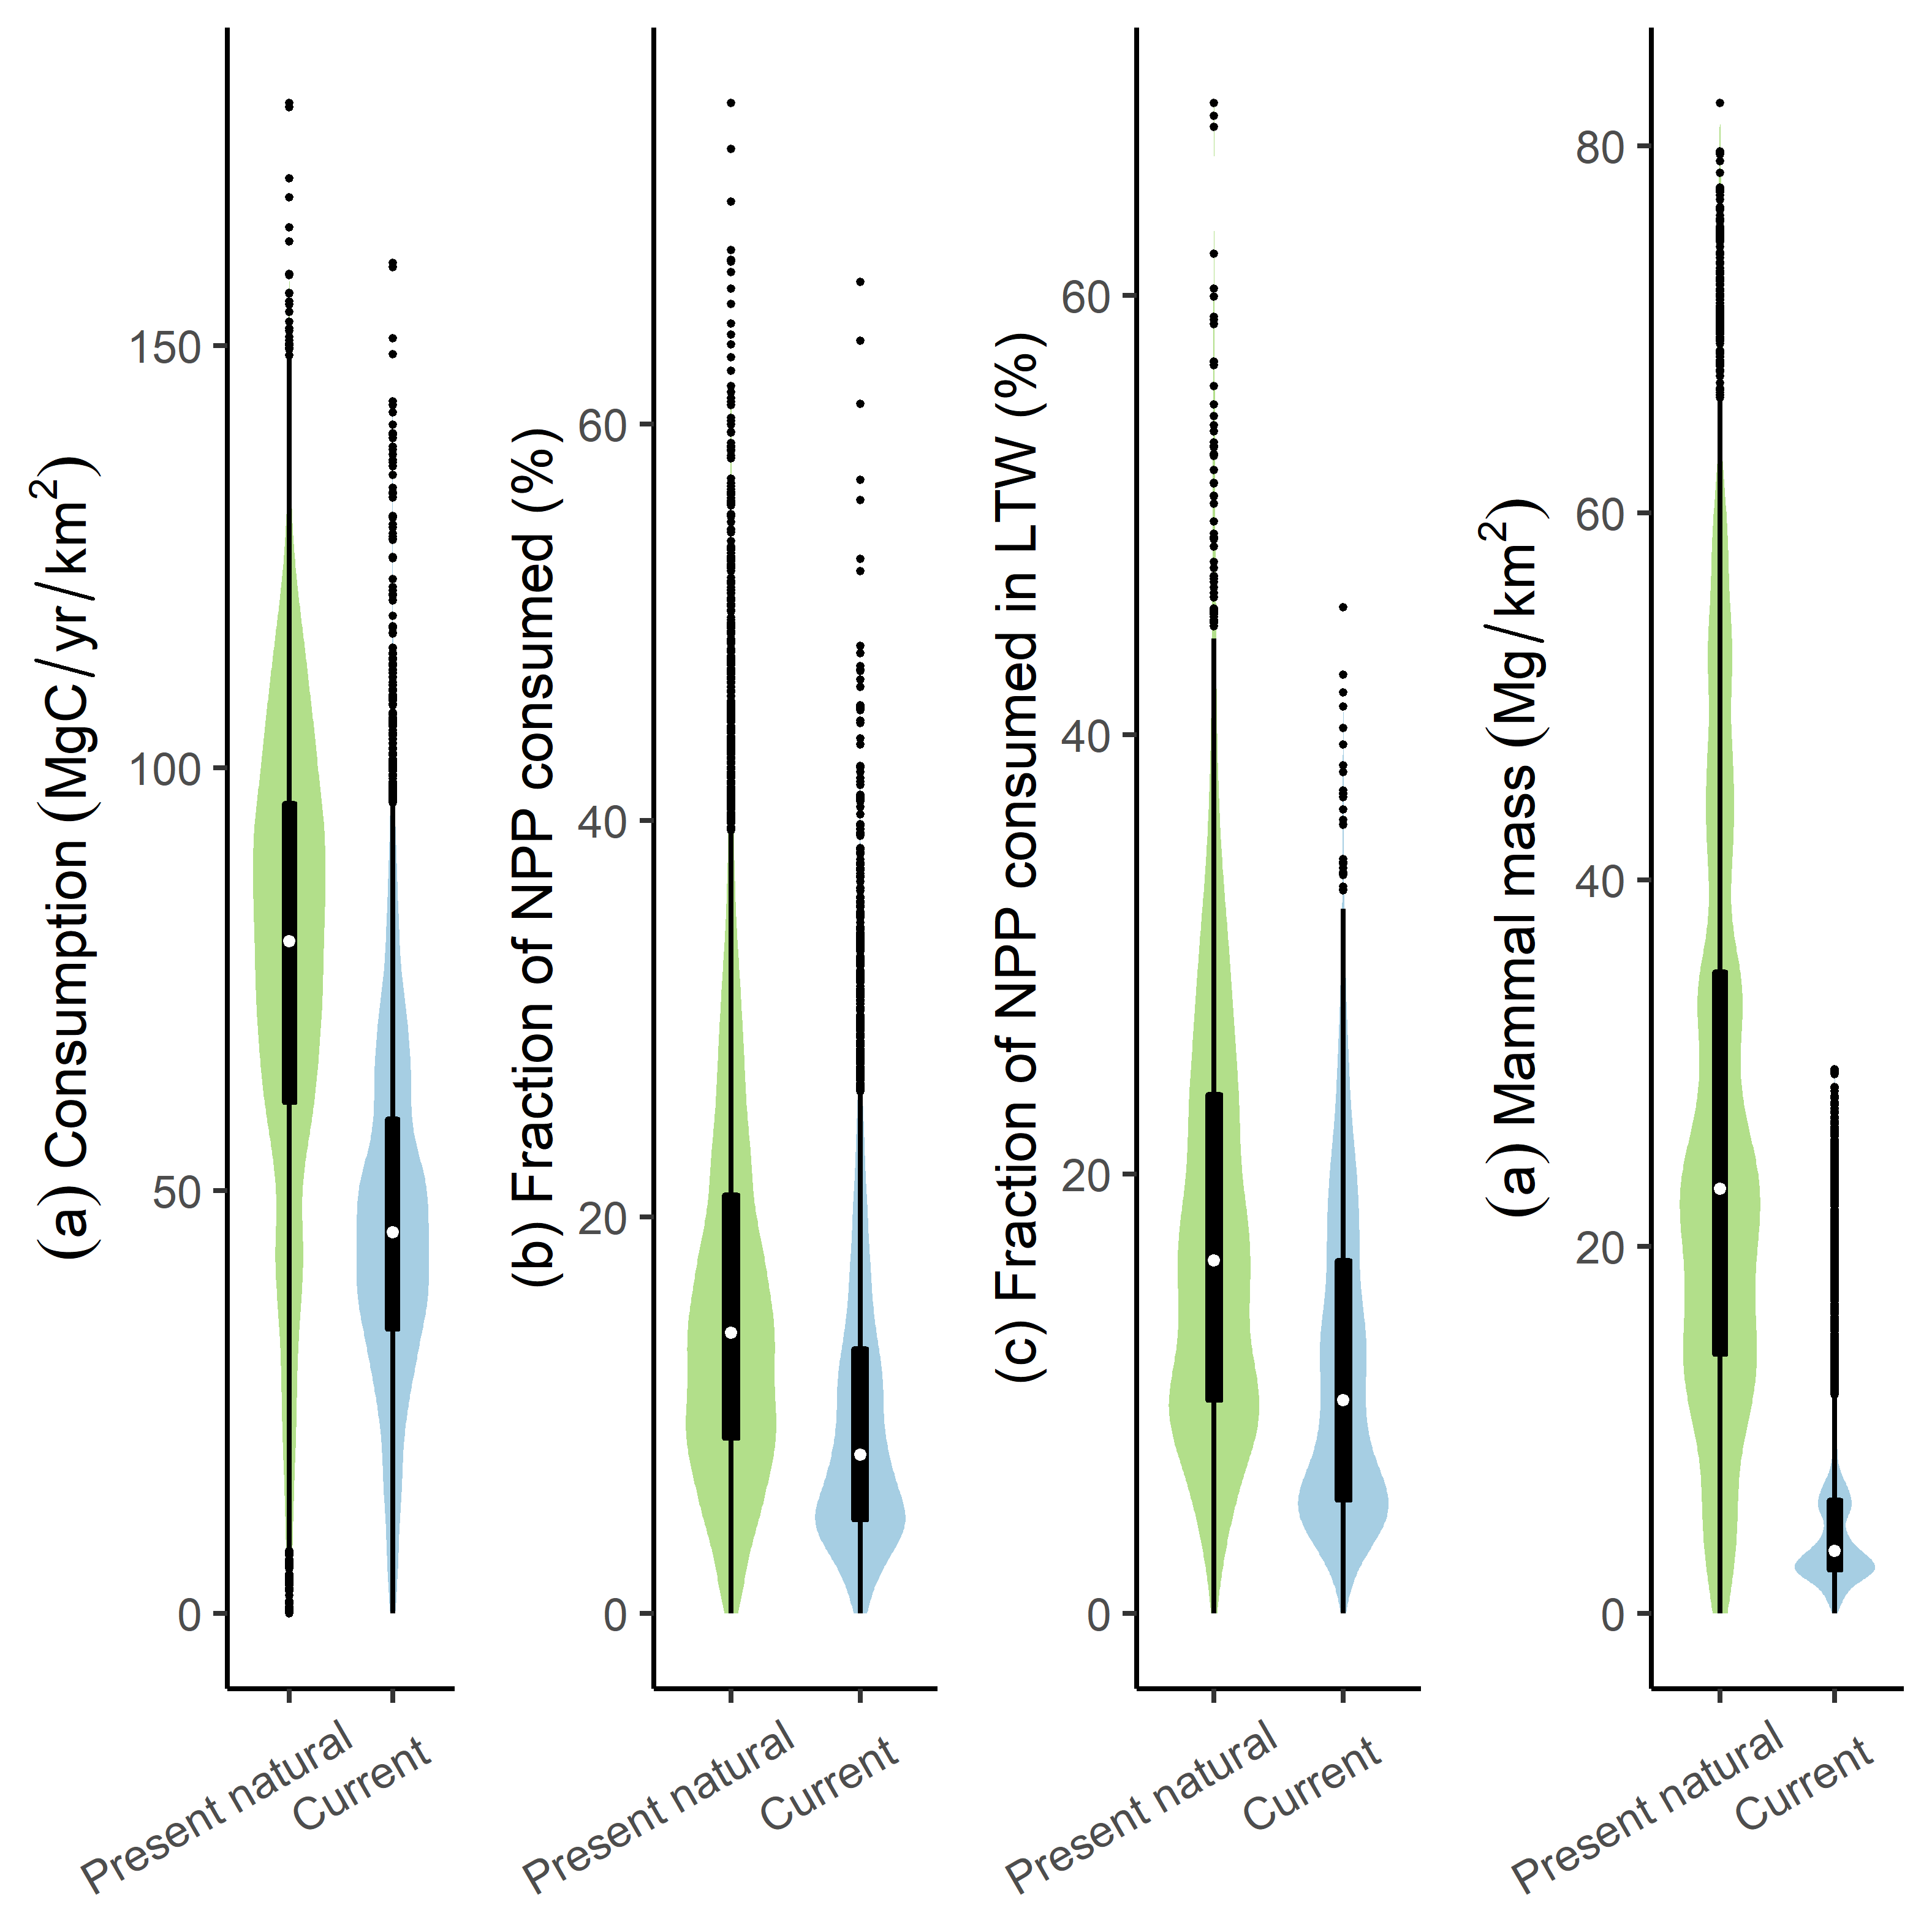 (a) Consumption (MgC/yr/km²)
150
100
50
0
Present natural
Current
(b) Fraction of NPP consumed (%)
60
40
20
0
Present natural
Current
(c) Fraction of NPP consumed in LTW (%)
60
40
20
0
Present natural
Current
(a) Mammal mass (Mg/km²)
80
60
40
20
0
Present natural
Current